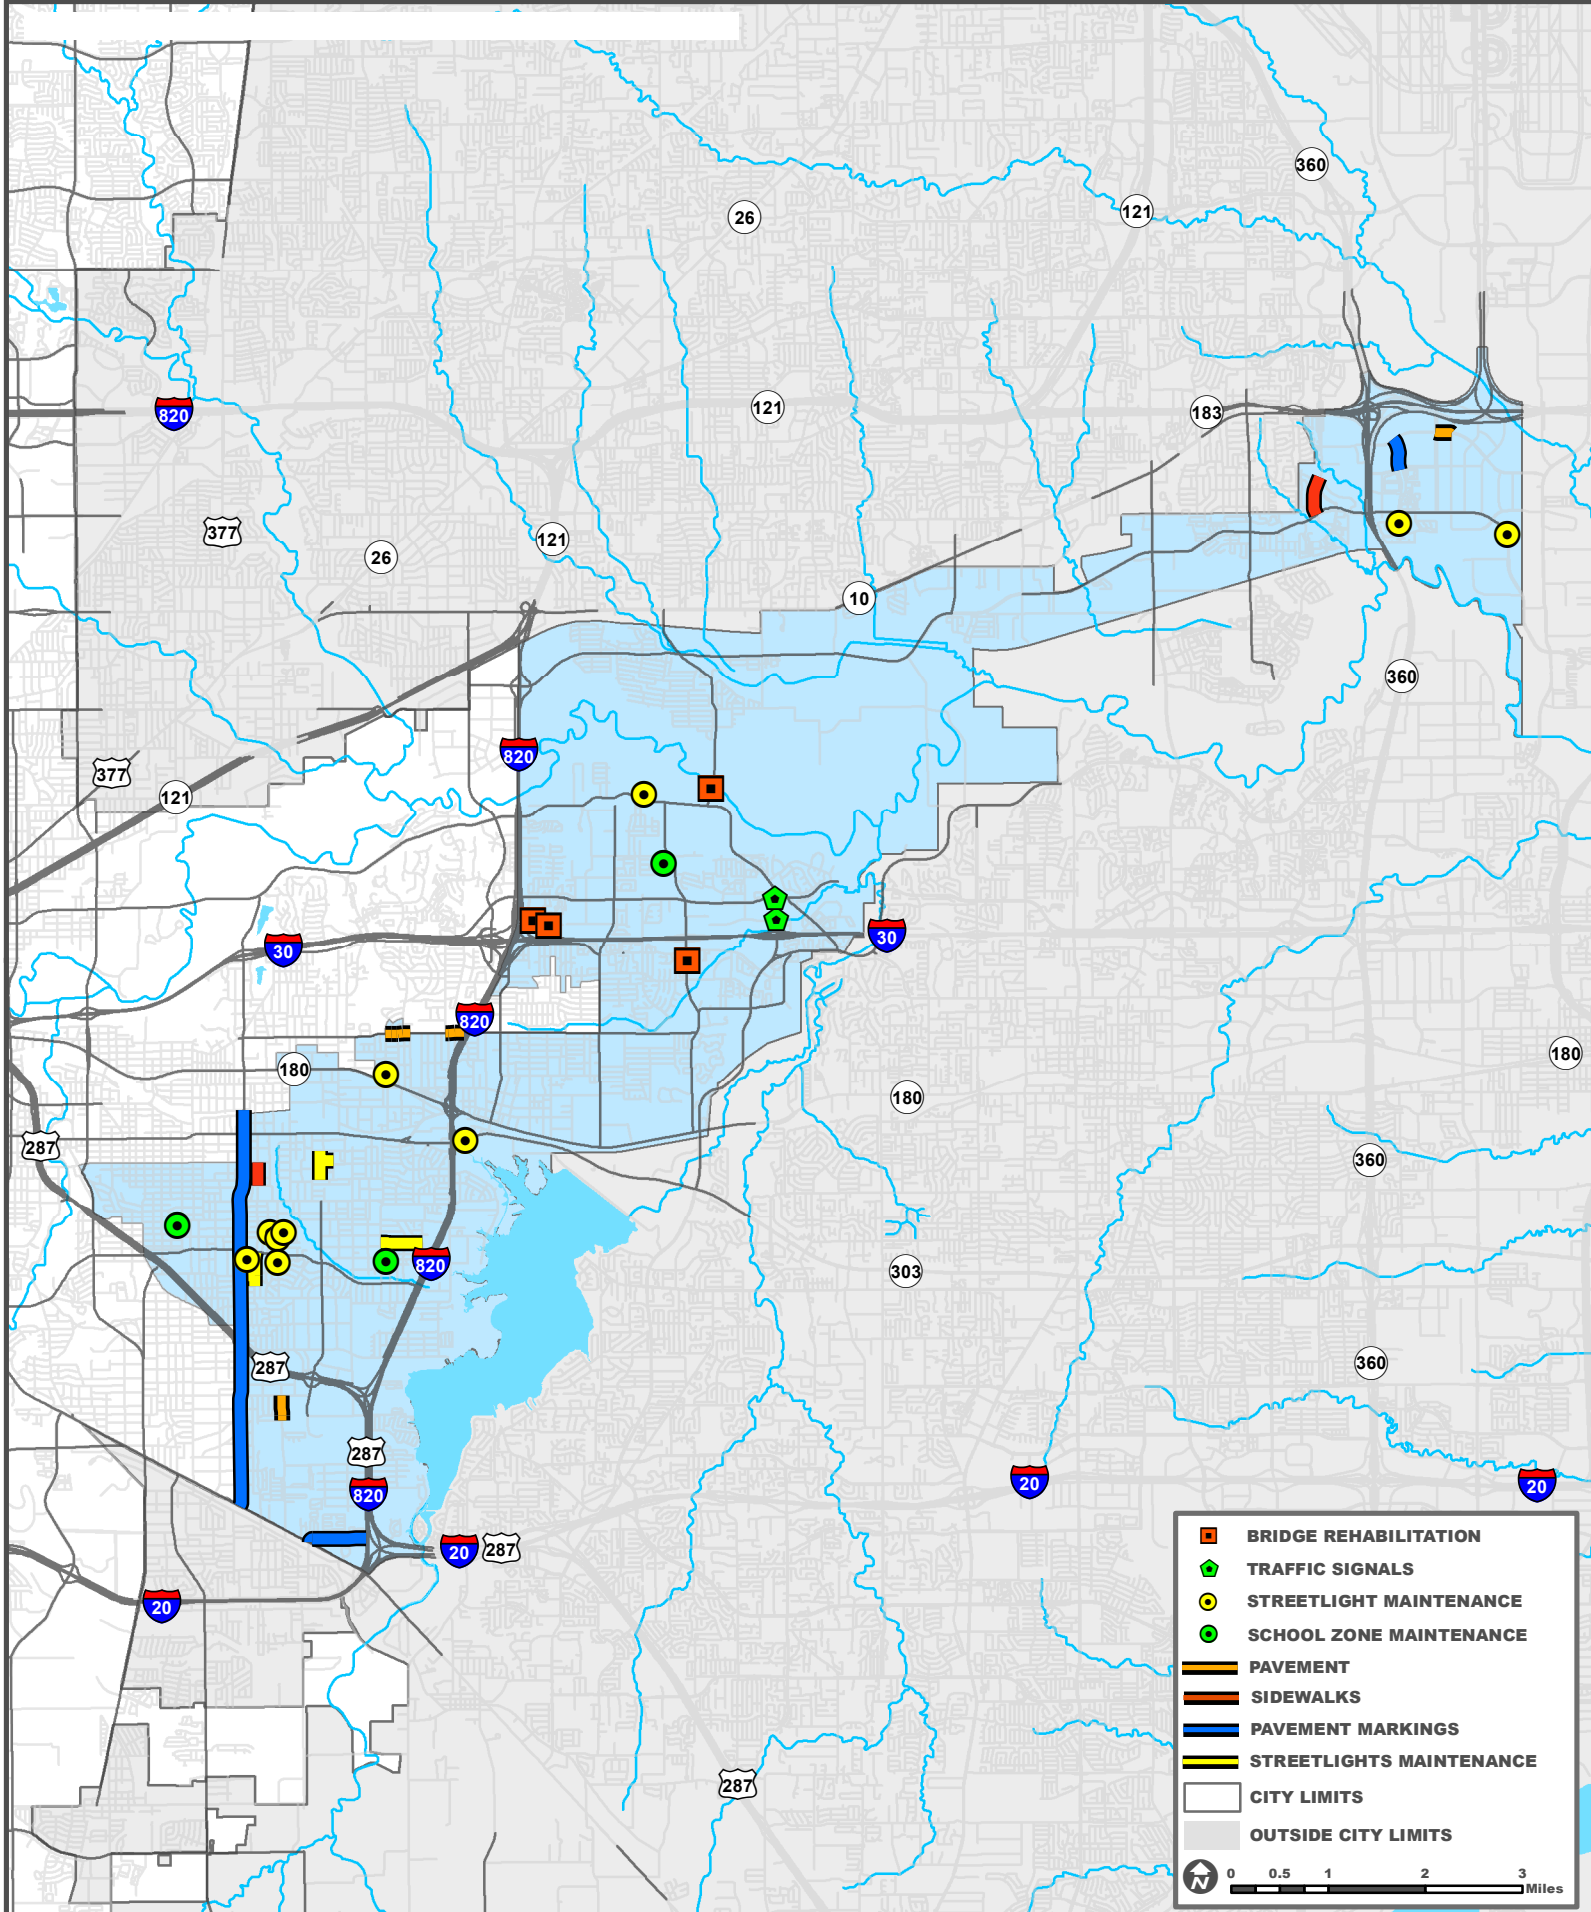 360
26
121
121
183
820
377
26
121
10
360
820
377
121
30
30
820
180
180
180
287
360
820
303
287
360
287
820
20
20
20
287
20
287
BRIDGE REHABILITATION
TRAFFIC SIGNALS
STREETLIGHT MAINTENANCE
SCHOOL ZONE MAINTENANCE
PAVEMENT
SIDEWALKS
PAVEMENT MARKINGS
STREETLIGHTS MAINTENANCE
CITY LIMITS
OUTSIDE CITY LIMITS
N
0 0.5 1 2 3
Miles